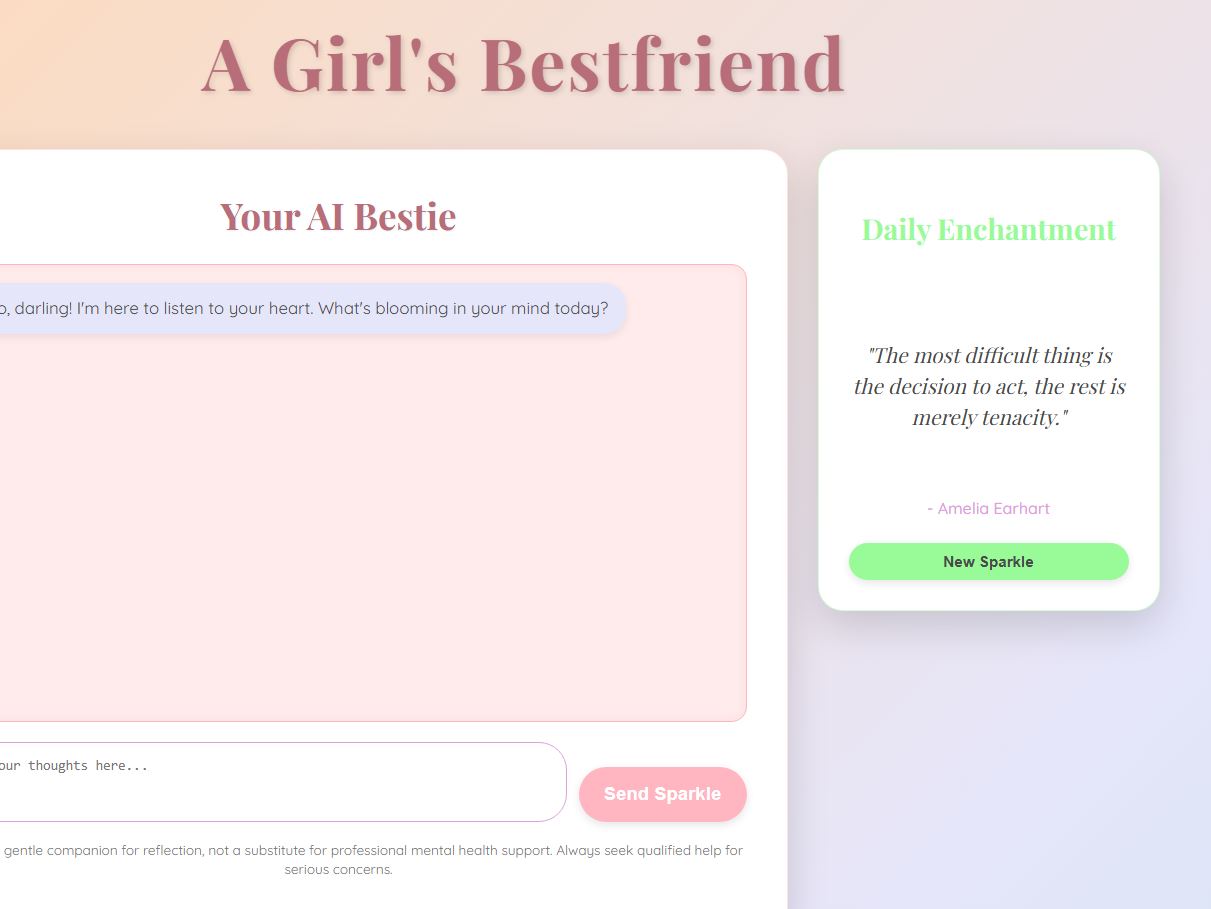 A Girl's Bestfriend
Your AI Bestie
darling! I'm here to listen to your heart. What's blooming in your mind today?
thoughts here...
Send Sparkle
gentle companion for reflection, not a substitute for professional mental health support. Always seek qualified help for
serious concerns.
Daily Enchantment
"The most difficult thing is
the decision to act, the rest is
merely tenacity."
- Amelia Earhart
New Sparkle